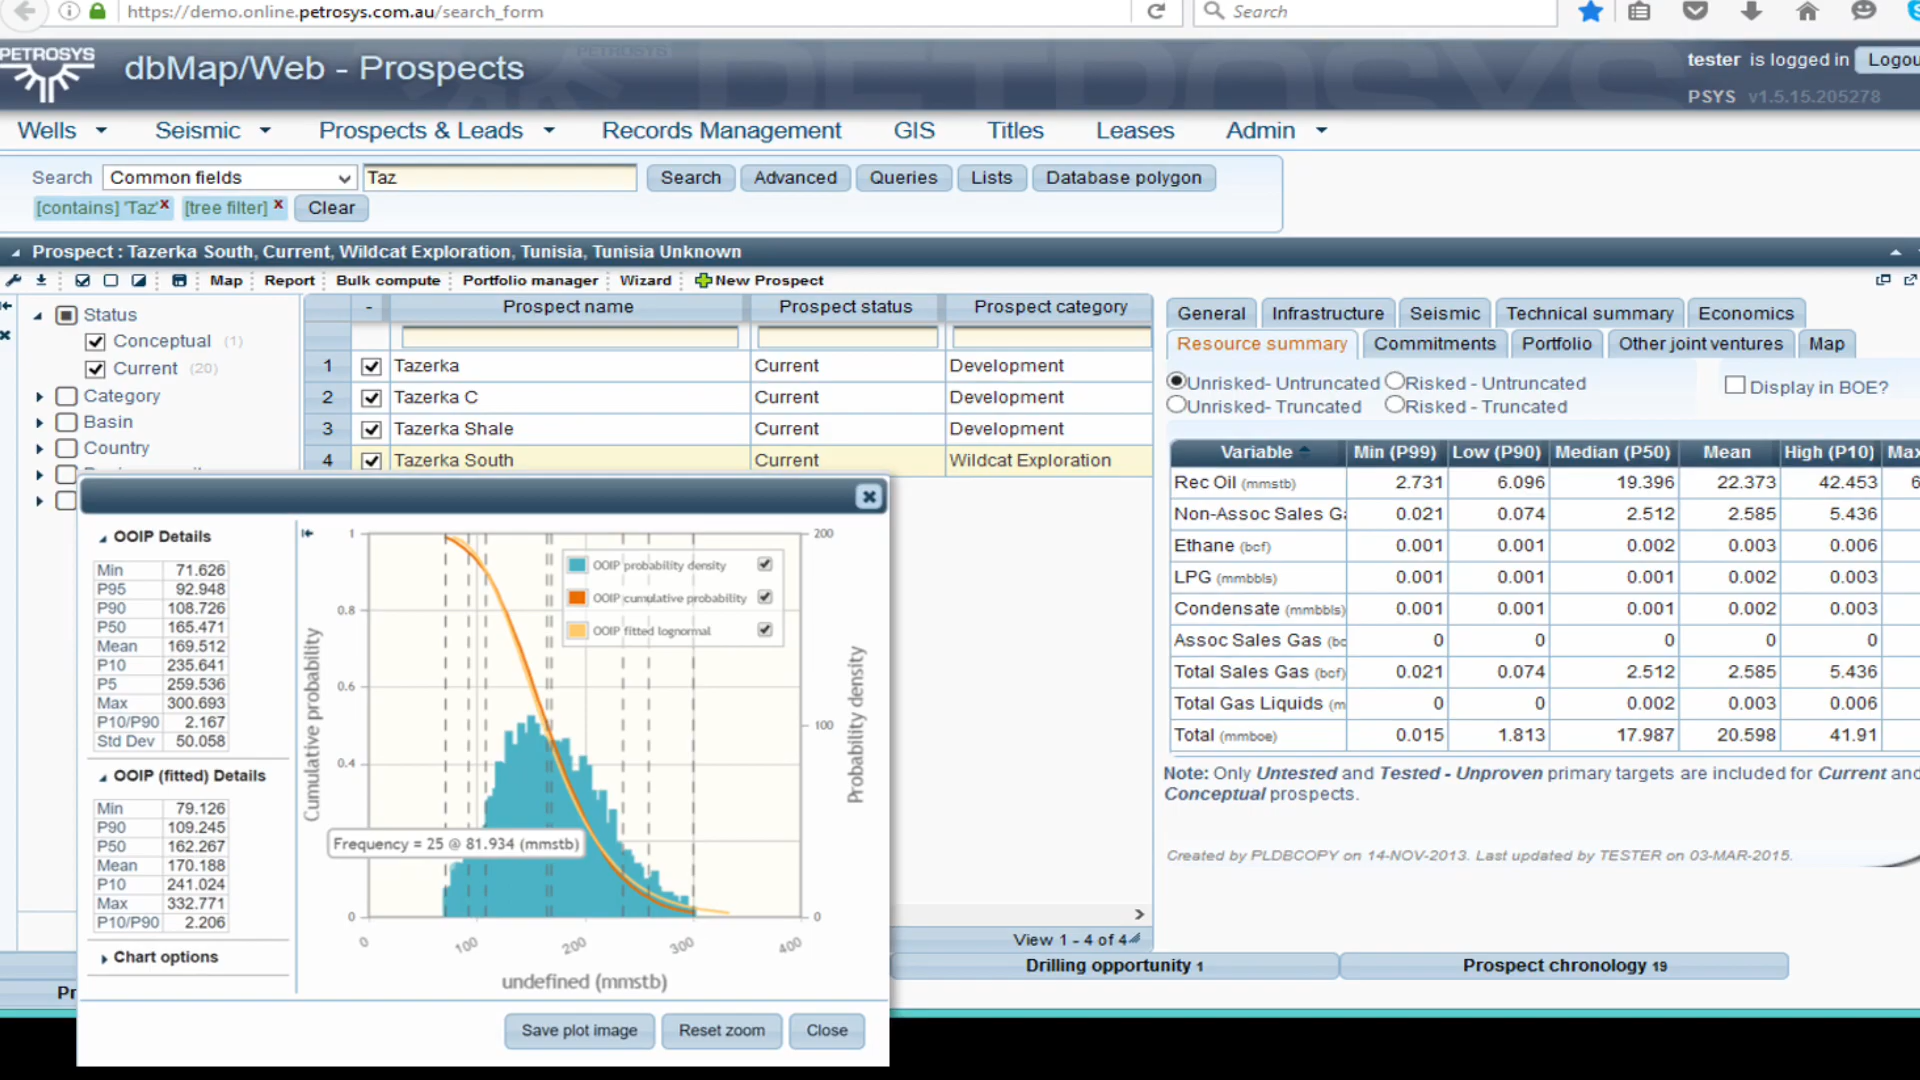 https://demo.online.petrosys.com.au/search_form
Search
PETROSYS
dbMap/Web - Prospects
tester is logged in
PSYS v1.5.15.205278
Wells
Seismic
Prospects & Leads
Records Management
GIS
Titles
Leases
Admin
Search Common fields Taz Search Advanced Queries Lists Database polygon
[contains] 'Taz' x [tree filter] x Clear
Prospect : Tazerka South, Current, Wildcat Exploration, Tunisia, Tunisia Unknown
Map Report Bulk compute Portfolio manager Wizard New Prospect
Status
Conceptual (1)
Current (20)
Category
Basin
Country
- Prospect name Prospect status Prospect category
1 Tazerka Current Development
2 Tazerka C Current Development
3 Tazerka Shale Current Development
4 Tazerka South Current Wildcat Exploration
General Infrastructure Seismic Technical summary Economics
Resource summary Commitments Portfolio Other joint ventures Map
Unrisked- Untruncated Risked - Untruncated
Unrisked- Truncated Risked - Truncated
Display in BOE?
Variable Min (P99) Low (P90) Median (P50) Mean High (P10) Max
Rec Oil (mmstb) 2.731 6.096 19.396 22.373 42.453 6
Non-Assoc Sales G 0.021 0.074 2.512 2.585 5.436
Ethane (bcf) 0.001 0.001 0.002 0.003 0.006
LPG (mmbbls) 0.001 0.001 0.001 0.002 0.003
Condensate (mmbbls) 0.001 0.001 0.001 0.002 0.003
Assoc Sales Gas (bc 0 0 0 0 0
Total Sales Gas (bcf) 0.021 0.074 2.512 2.585 5.436
Total Gas Liquids (m 0 0 0.002 0.003 0.006
Total (mmboe) 0.015 1.813 17.987 20.598 41.91
Note: Only Untested and Tested - Unproven primary targets are included for Current and
Conceptual prospects.
Created by PLDBCOPY on 14-NOV-2013. Last updated by TESTER on 03-MAR-2015.
OOIP Details
Min 71.626
P95 92.948
P90 108.726
P50 165.471
Mean 169.512
P10 235.641
P5 259.536
Max 300.693
P10/P90 2.167
Std Dev 50.058
OOIP (fitted) Details
Min 79.126
P90 109.245
P50 162.267
Mean 170.188
P10 241.024
Max 332.771
P10/P90 2.206
Chart options
Cumulative probability
1
0.8
0.6
0.4
0
OOIP probability density
OOIP cumulative probability
OOIP fitted lognormal
Frequency = 25 @ 81.934 (mmstb)
200
100
0
Probability density
0 100 200 300 400
undefined (mmstb)
Save plot image Reset zoom Close
View 1 - 4 of 4
Drilling opportunity 1
Prospect chronology 19